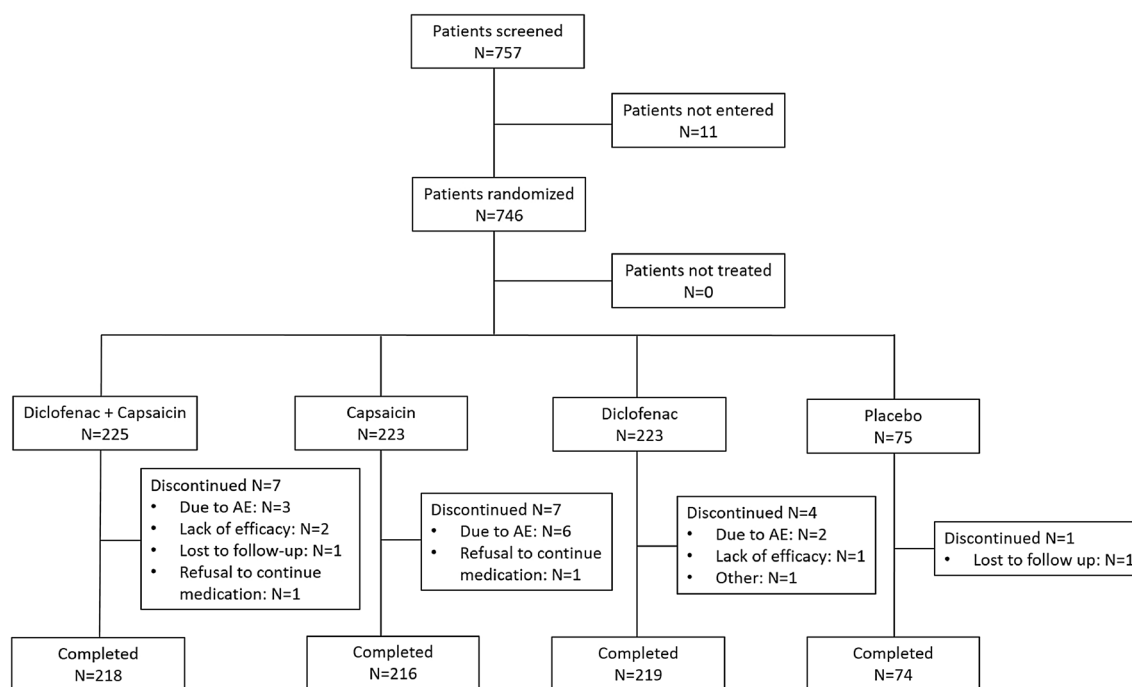 Patients screened
N=757
Patients not entered
N=11
Patients randomized
N=746
Patients not treated
N=0
Diclofenac + Capsaicin
N=225
Capsaicin
N=223
Diclofenac
N=223
Placebo
N=75
Discontinued N=7
• Due to AE: N=3
• Lack of efficacy: N=2
• Lost to follow-up: N=1
• Refusal to continue
medication: N=1
Discontinued N=7
• Due to AE: N=6
• Refusal to continue
medication: N=1
Discontinued N=4
• Due to AE: N=2
• Lack of efficacy: N=1
• Other: N=1
Discontinued N=1
• Lost to follow up: N=1
Completed
N=218
Completed
N=216
Completed
N=219
Completed
N=74